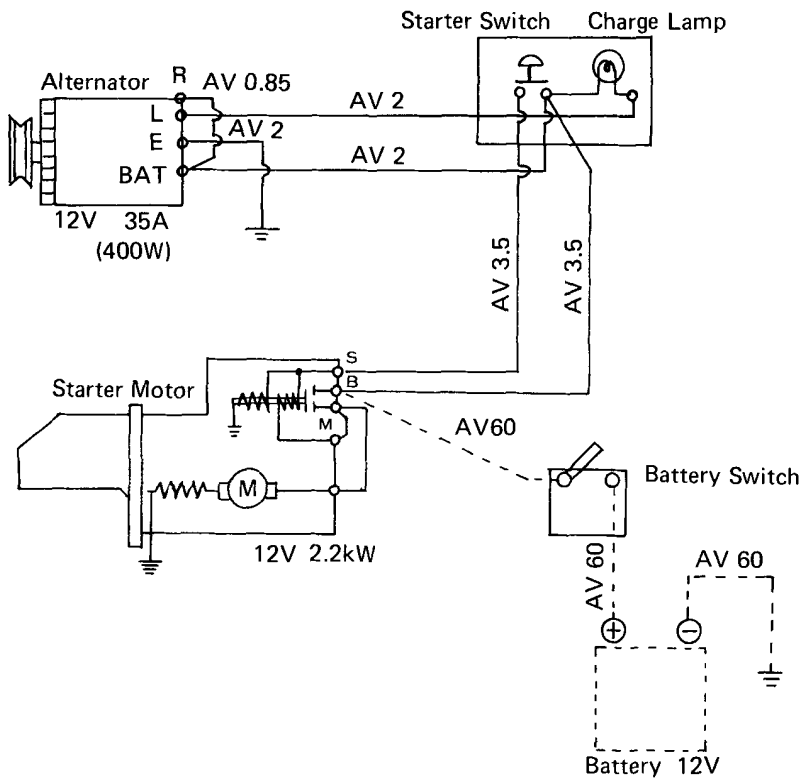 Starter Switch Charge Lamp
Alternator R AV 0.85
L AV 2
E AV 2
BAT AV 2
12V 35A
(400W)
AV 3.5
AV 3.5
S
Starter Motor B
M
AV60
M
Battery Switch
12V 2.2kW
AV 60
AV 60
+ −
Battery 12V